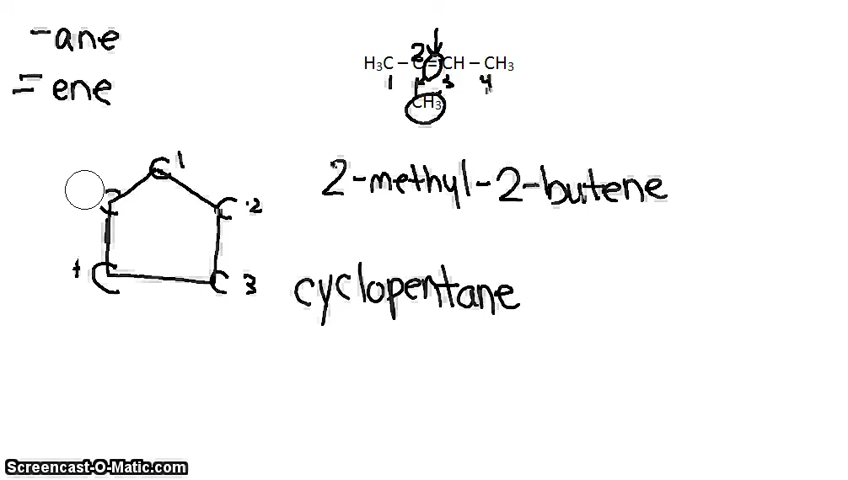 -ane
= ene
H₃C – C = CH – CH₃
1 2 3 4
CH₃
2-methyl-2-butene
C 1
C
C 2
4 C
C 3
cyclopentane
Screencast-O-Matic.com